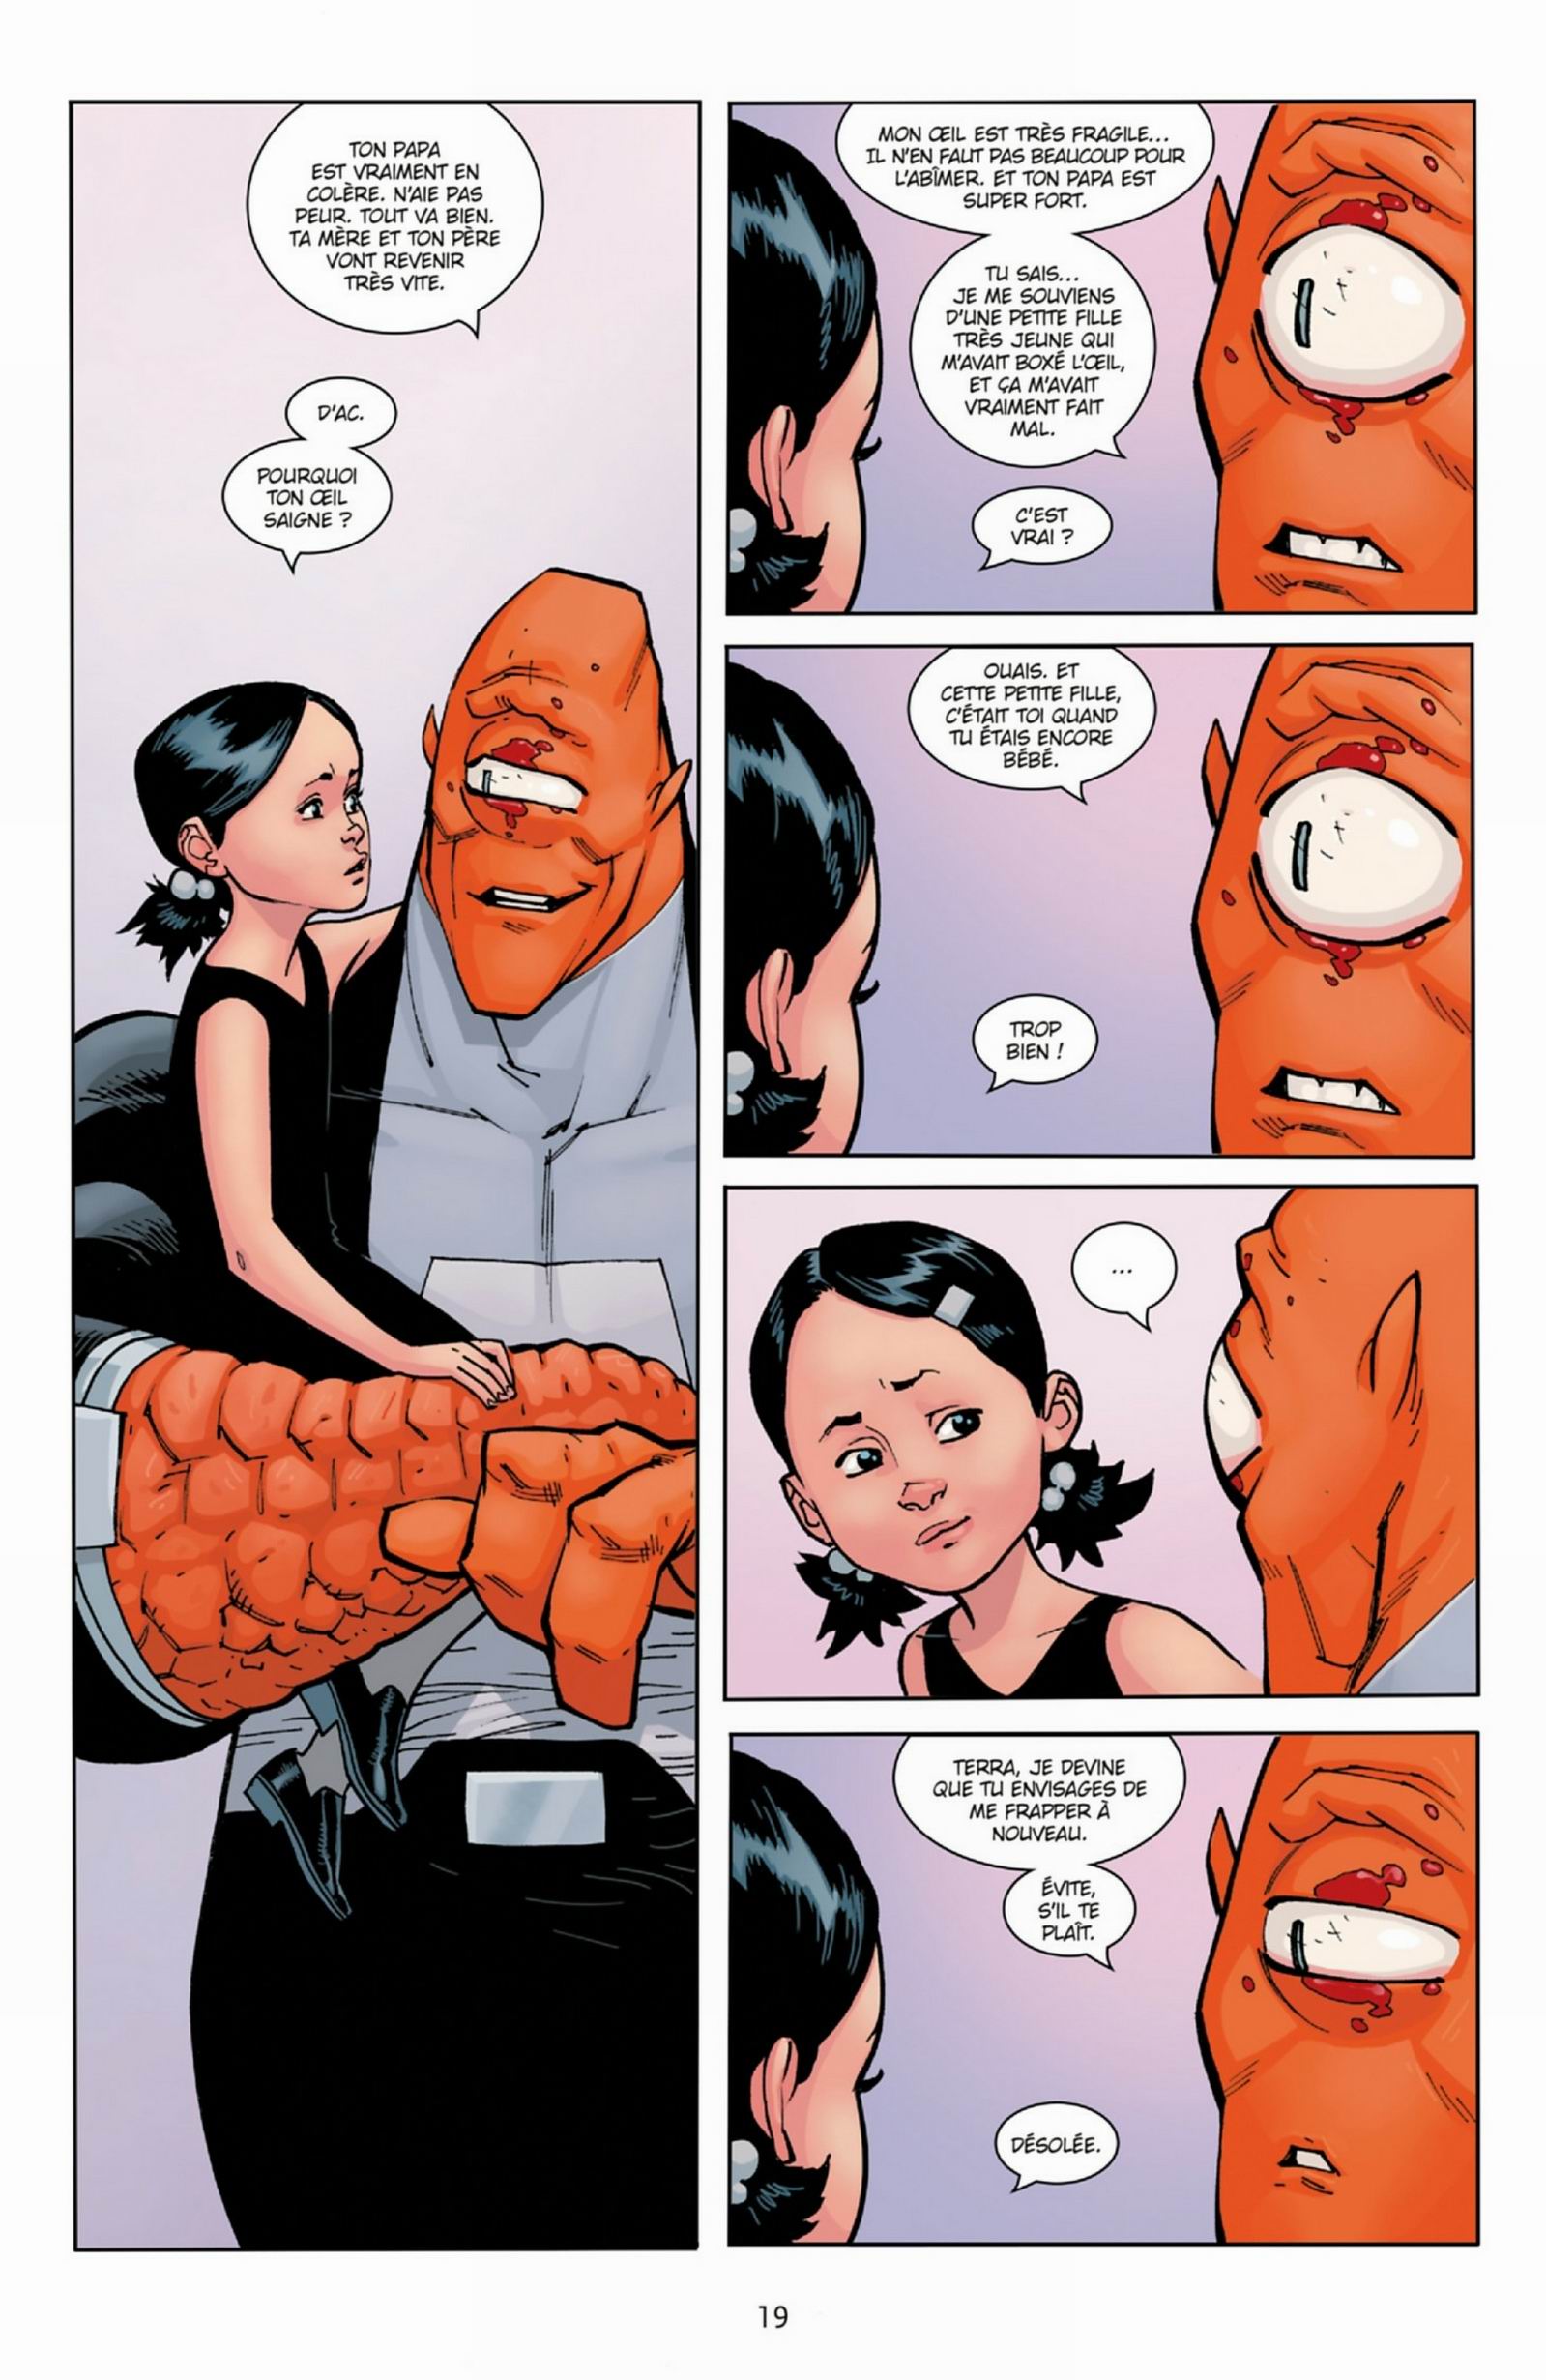 TON PAPA
EST VRAIMENT EN
COLÈRE. N'AIE PAS
PEUR. TOUT VA BIEN.
TA MÈRE ET TON PÈRE
VONT REVENIR
TRÈS VITE.
D'AC.
POURQUOI
TON ŒIL
SAIGNE ?
MON ŒIL EST TRÈS FRAGILE...
IL N'EN FAUT PAS BEAUCOUP POUR
L'ABÎMER. ET TON PAPA EST
SUPER FORT.
TU SAIS...
JE ME SOUVIENS
D'UNE PETITE FILLE
TRÈS JEUNE QUI
M'AVAIT BOXÉ L'ŒIL,
ET ÇA M'AVAIT
VRAIMENT FAIT
MAL.
C'EST
VRAI ?
OUAIS. ET
CETTE PETITE FILLE,
C'ÉTAIT TOI QUAND
TU ÉTAIS ENCORE
BÉBÉ.
TROP
BIEN !
...
TERRA, JE DEVINE
QUE TU ENVISAGES DE
ME FRAPPER À
NOUVEAU.
ÉVITE,
S'IL TE
PLAÎT.
DÉSOLÉE.
19